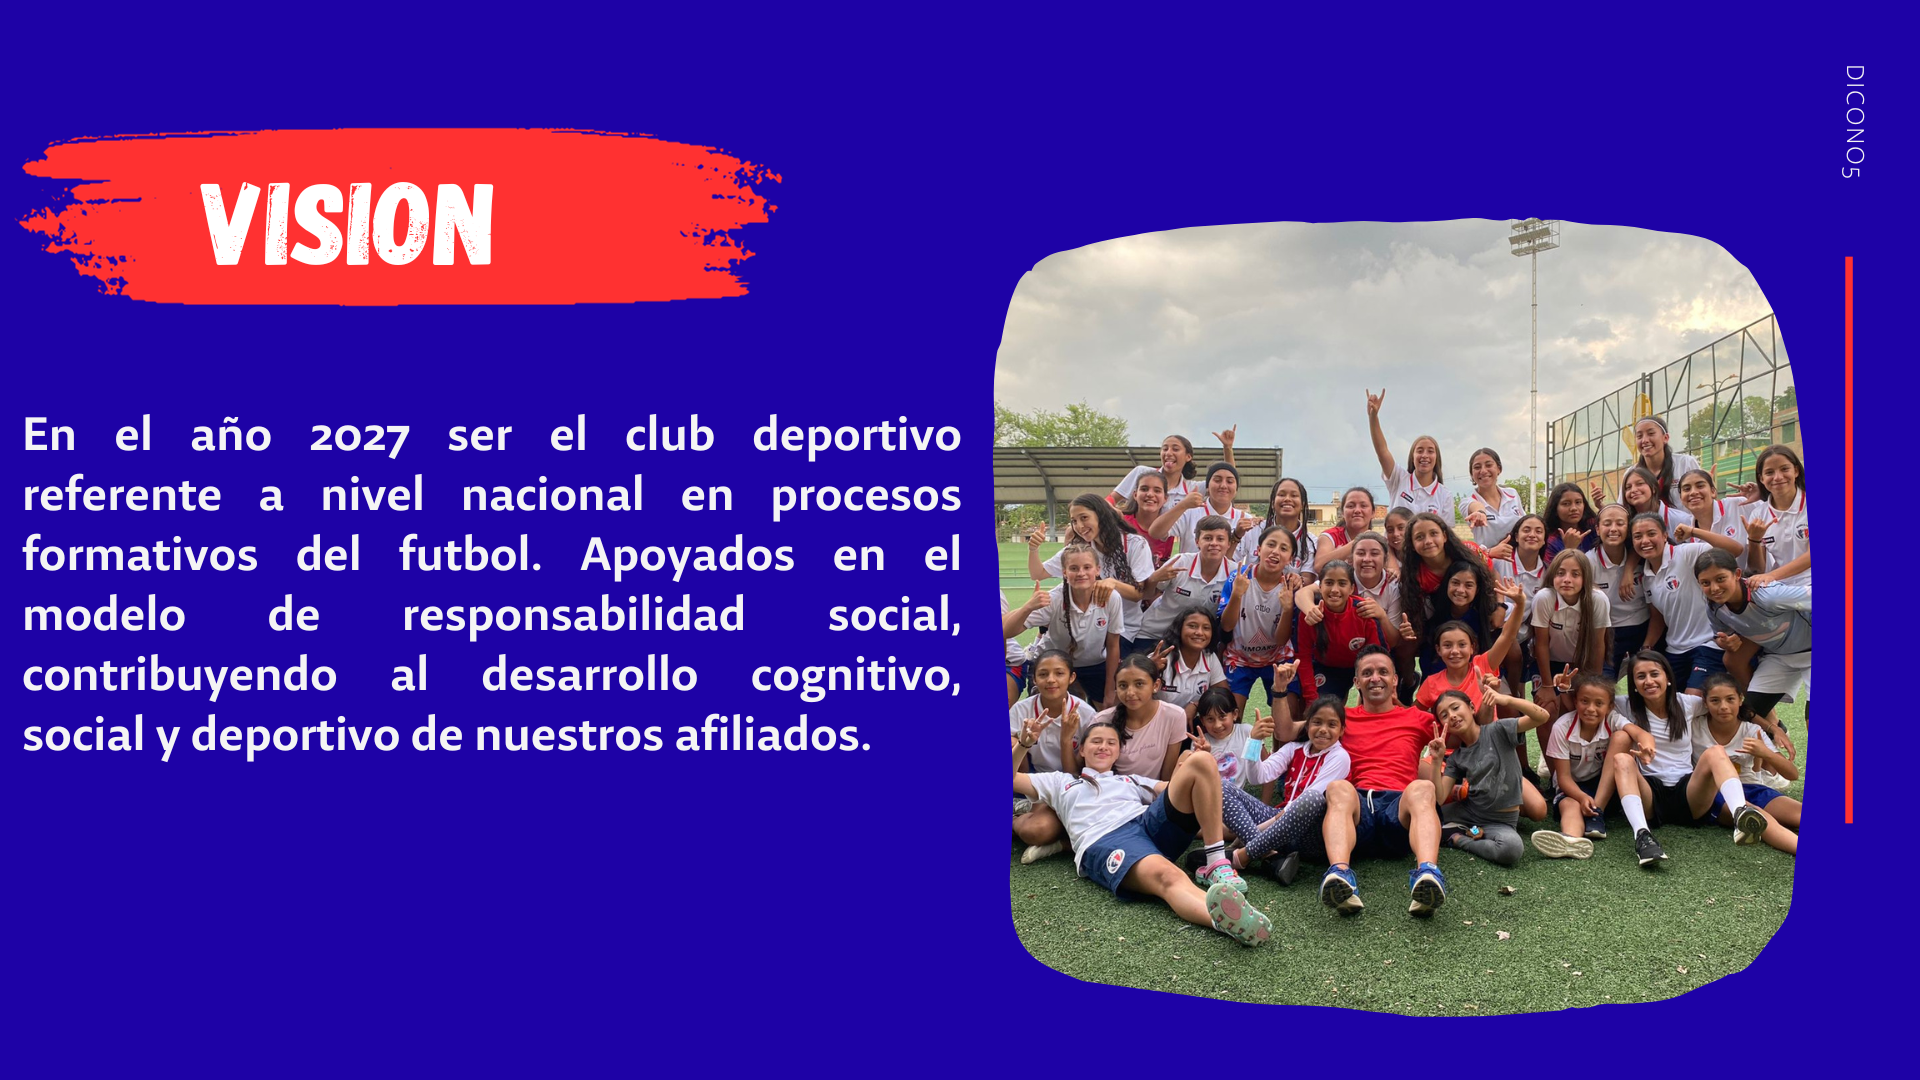 DICONO5
VISION
En el año 2027 ser el club deportivo
referente a nivel nacional en procesos
formativos del futbol. Apoyados en el
modelo de responsabilidad social,
contribuyendo al desarrollo cognitivo,
social y deportivo de nuestros afiliados.